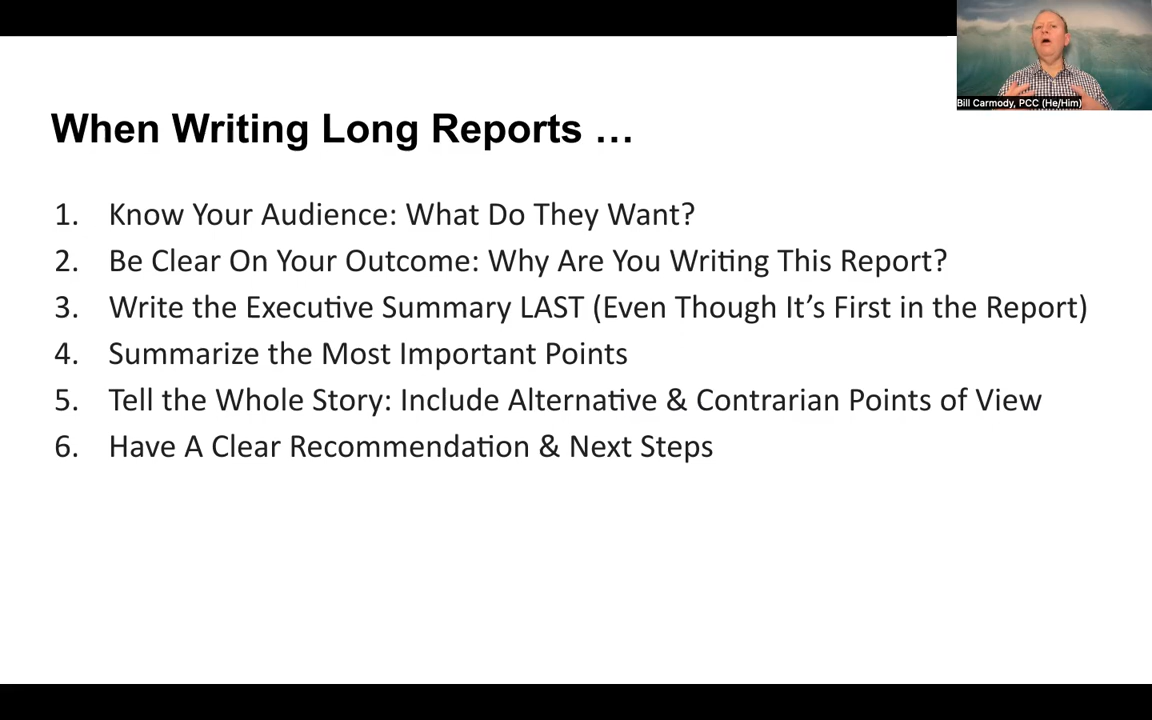 When Writing Long Reports …
1. Know Your Audience: What Do They Want?
2. Be Clear On Your Outcome: Why Are You Writing This Report?
3. Write the Executive Summary LAST (Even Though It’s First in the Report)
4. Summarize the Most Important Points
5. Tell the Whole Story: Include Alternative & Contrarian Points of View
6. Have A Clear Recommendation & Next Steps
Bill Carmody, PCC (He/Him)